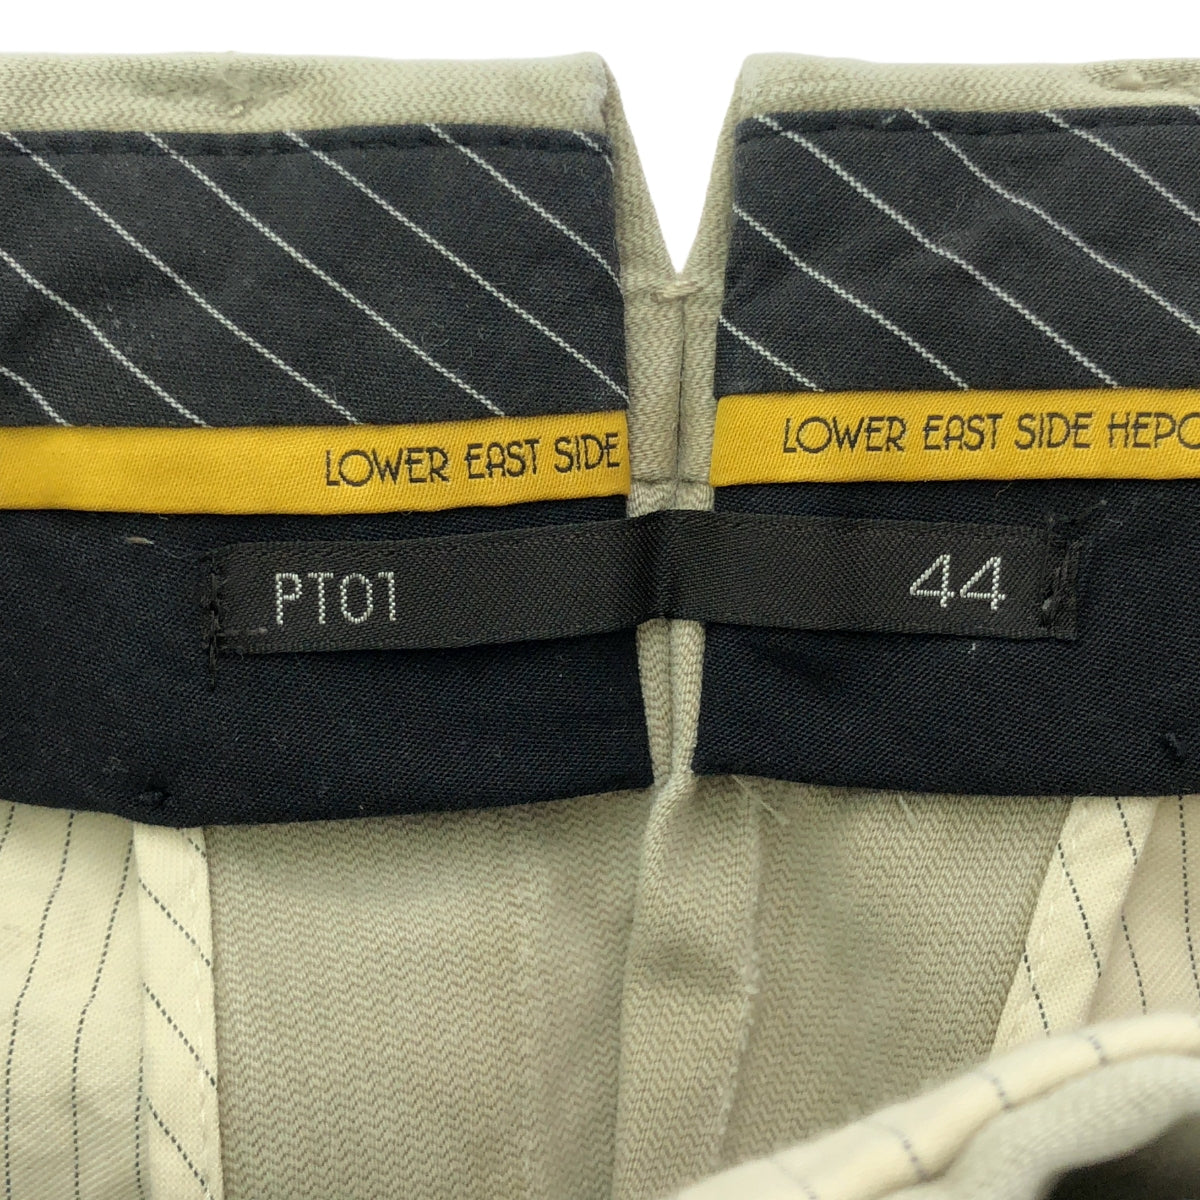 LOWER EAST SIDE
LOWER EAST SIDE HEPC
PT01
44